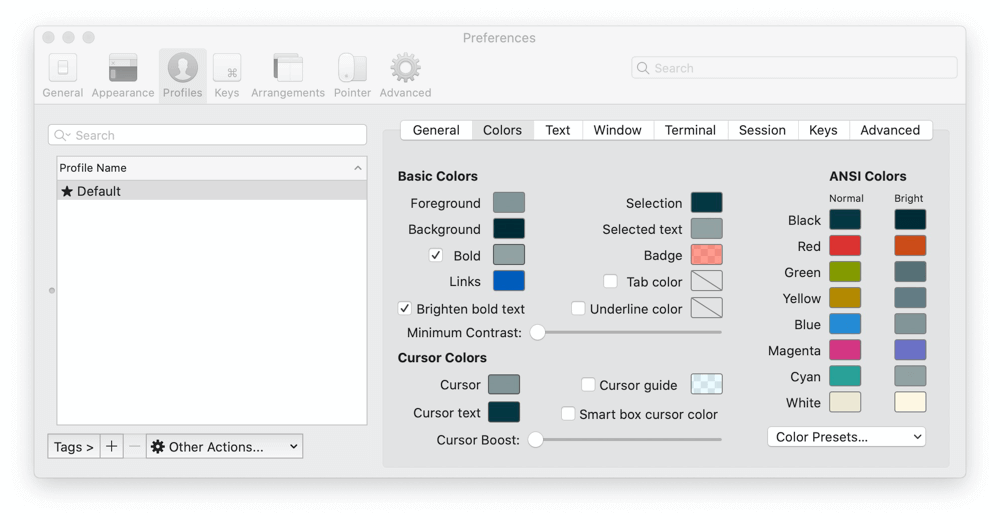 Preferences
General Appearance Profiles Keys Arrangements Pointer Advanced
Search
Search
Profile Name
Default
Tags >
Other Actions...
General Colors Text Window Terminal Session Keys Advanced
Basic Colors
Foreground
Background
Bold
Links
Brighten bold text
Minimum Contrast:
Selection
Selected text
Badge
Tab color
Underline color
Cursor Colors
Cursor
Cursor text
Cursor Boost:
Cursor guide
Smart box cursor color
ANSI Colors
Normal Bright
Black
Red
Green
Yellow
Blue
Magenta
Cyan
White
Color Presets...